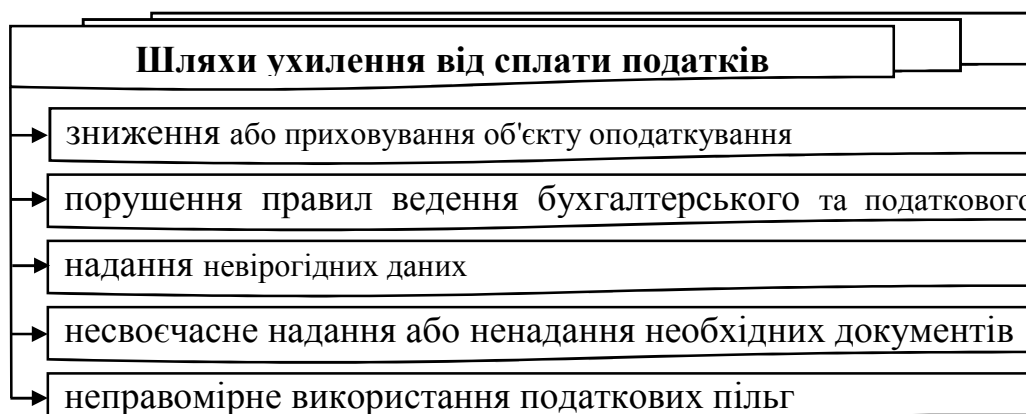 Шляхи ухилення від сплати податків
зниження або приховування об'єкту оподаткування
порушення правил ведення бухгалтерського та податкового
надання невірогідних даних
несвоєчасне надання або ненадання необхідних документів
неправомірне використання податкових пільг